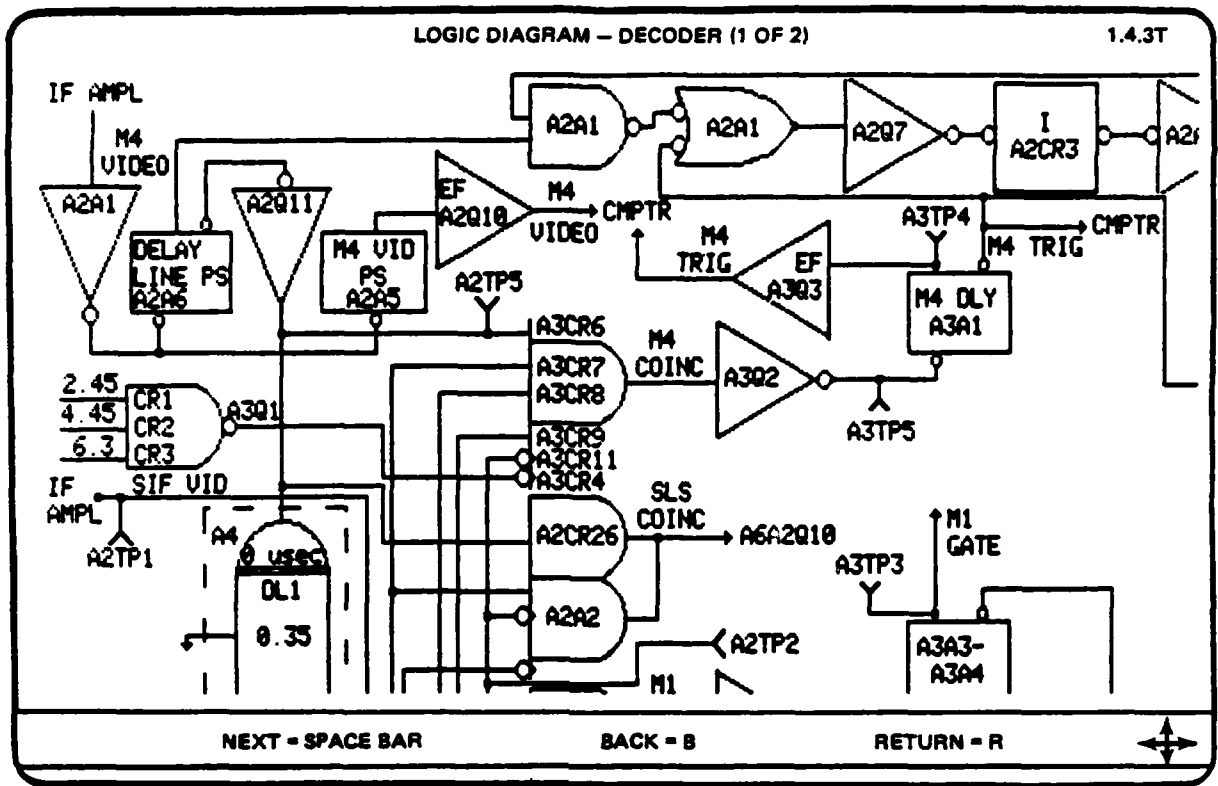 LOGIC DIAGRAM – DECODER (1 OF 2)
1.4.3T
IF AMPL
M4
VIDEO
A2A1
DELAY
LINE PS
A2A6
A2Q11
M4 VID
PS
A2A5
EF
A2Q10
M4
VIDEO
CMPTR
A2TP5
A2A1
A2A1
A2Q7
I
A2CR3
M4
TRIG
EF
A3Q3
A3TP4
M4 TRIG
CMPTR
M4 DLY
A3A1
2.45
4.45
6.3
CR1
CR2
CR3
A3Q1
A3CR6
A3CR7
A3CR8
A3CR9
A3CR11
A3CR4
M4
COINC
A3Q2
A3TP5
IF
AMPL
SIF VID
A2TP1
A4
0 usec
DL1
0.35
A2CR26
SLS
COINC
A6A2Q10
A2A2
A2TP2
M1
M1
GATE
A3TP3
A3A3-
A3A4
NEXT = SPACE BAR
BACK = B
RETURN = R